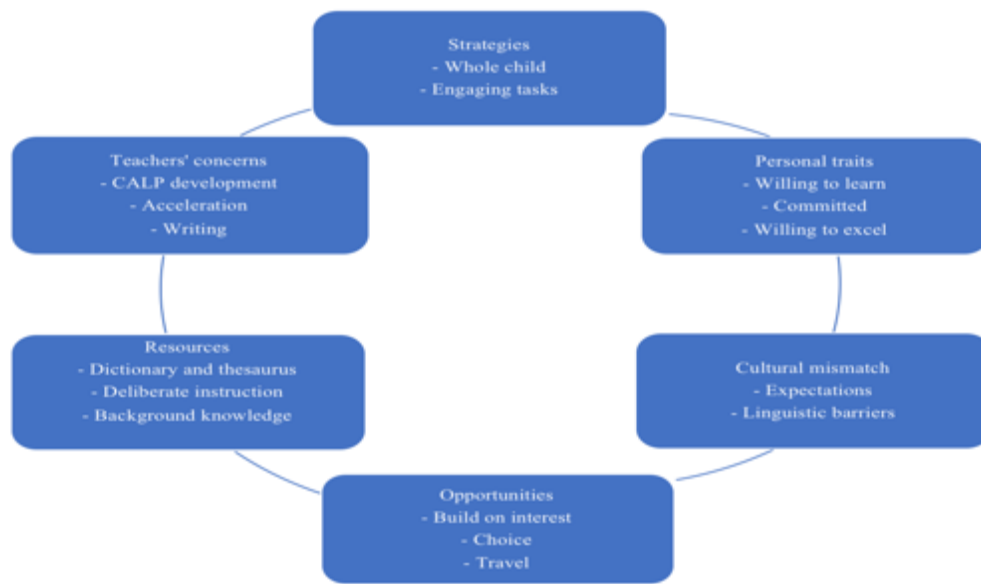 Strategies
- Whole child
- Engaging tasks
Teachers' concerns
- CALP development
- Acceleration
- Writing
Personal traits
- Willing to learn
- Committed
- Willing to excel
Resources
- Dictionary and thesaurus
- Deliberate instruction
- Background knowledge
Cultural mismatch
- Expectations
- Linguistic barriers
Opportunities
- Build on interest
- Choice
- Travel